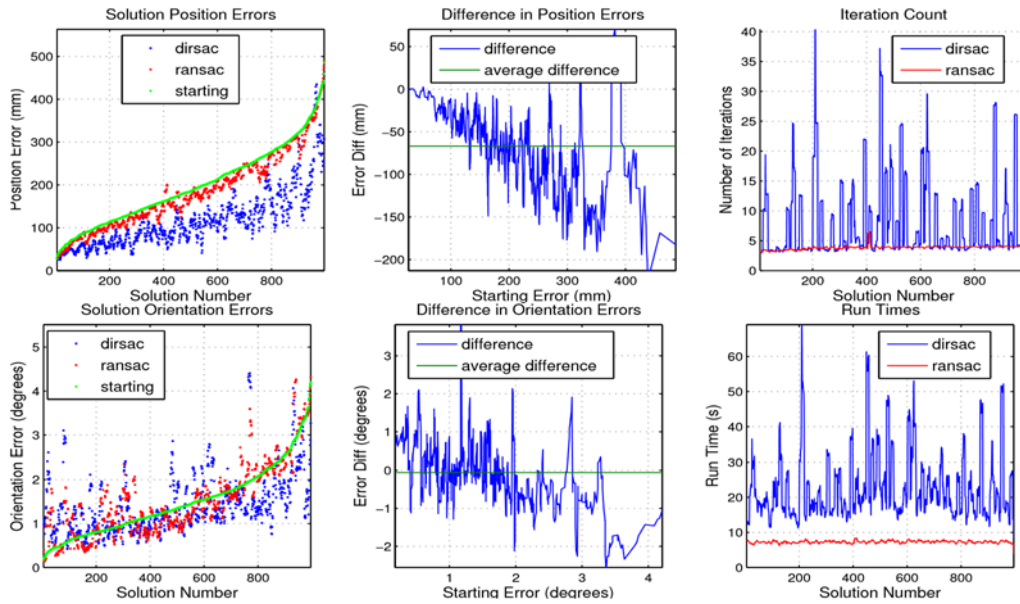 Solution Position Errors
Position Error (mm)
500
400
300
200
100
0
dirsac
ransac
starting
200
400
600
800
Solution Number
Difference in Position Errors
Error Diff (mm)
50
0
−50
−100
−150
−200
difference
average difference
100
200
300
400
Starting Error (mm)
Iteration Count
Number of Iterations
40
35
30
25
20
15
10
5
0
dirsac
ransac
200
400
600
800
Solution Number
Solution Orientation Errors
Orientation Error (degrees)
5
4
3
2
1
0
dirsac
ransac
starting
200
400
600
800
Solution Number
Difference in Orientation Errors
Error Diff (degrees)
2
0
−2
difference
average difference
1
2
3
4
Starting Error (degrees)
Run Times
Run Time (s)
60
50
40
30
20
10
0
dirsac
ransac
200
400
600
800
Solution Number